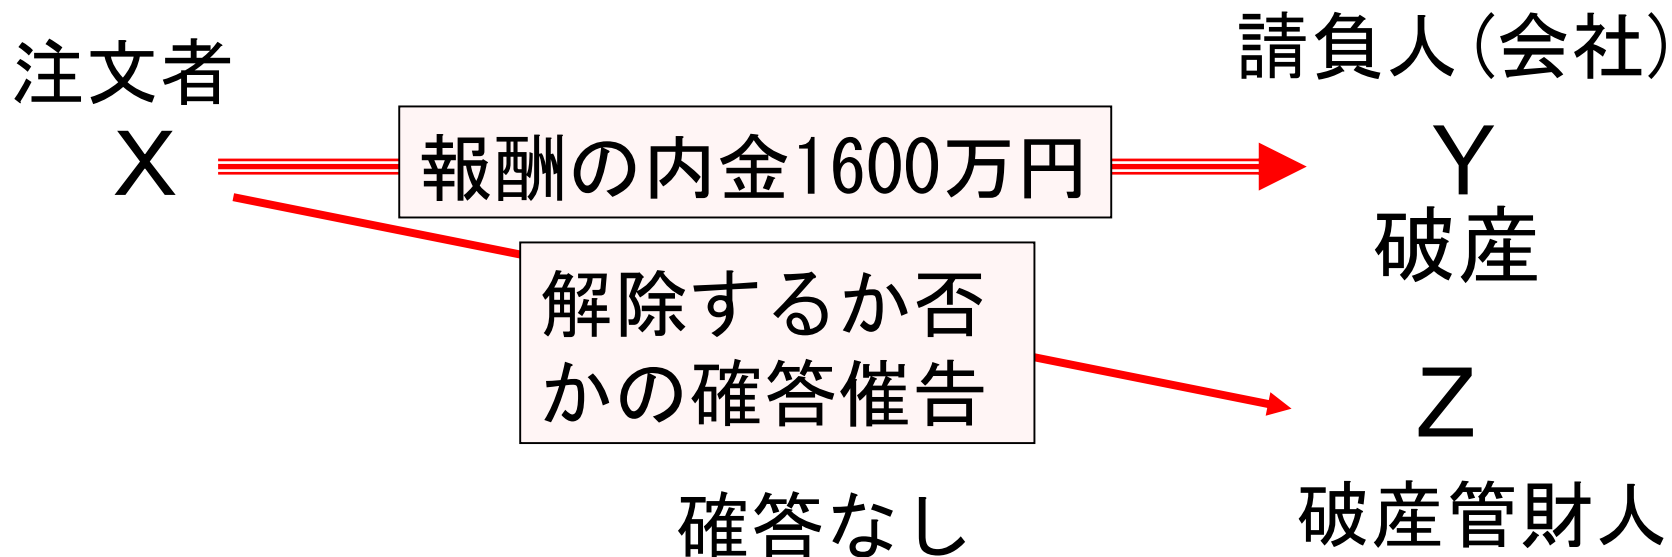 注文者
X
報酬の内金1600万円
請負人(会社)
Y
破産
解除するか否
かの確答催告
Z
破産管財人
確答なし